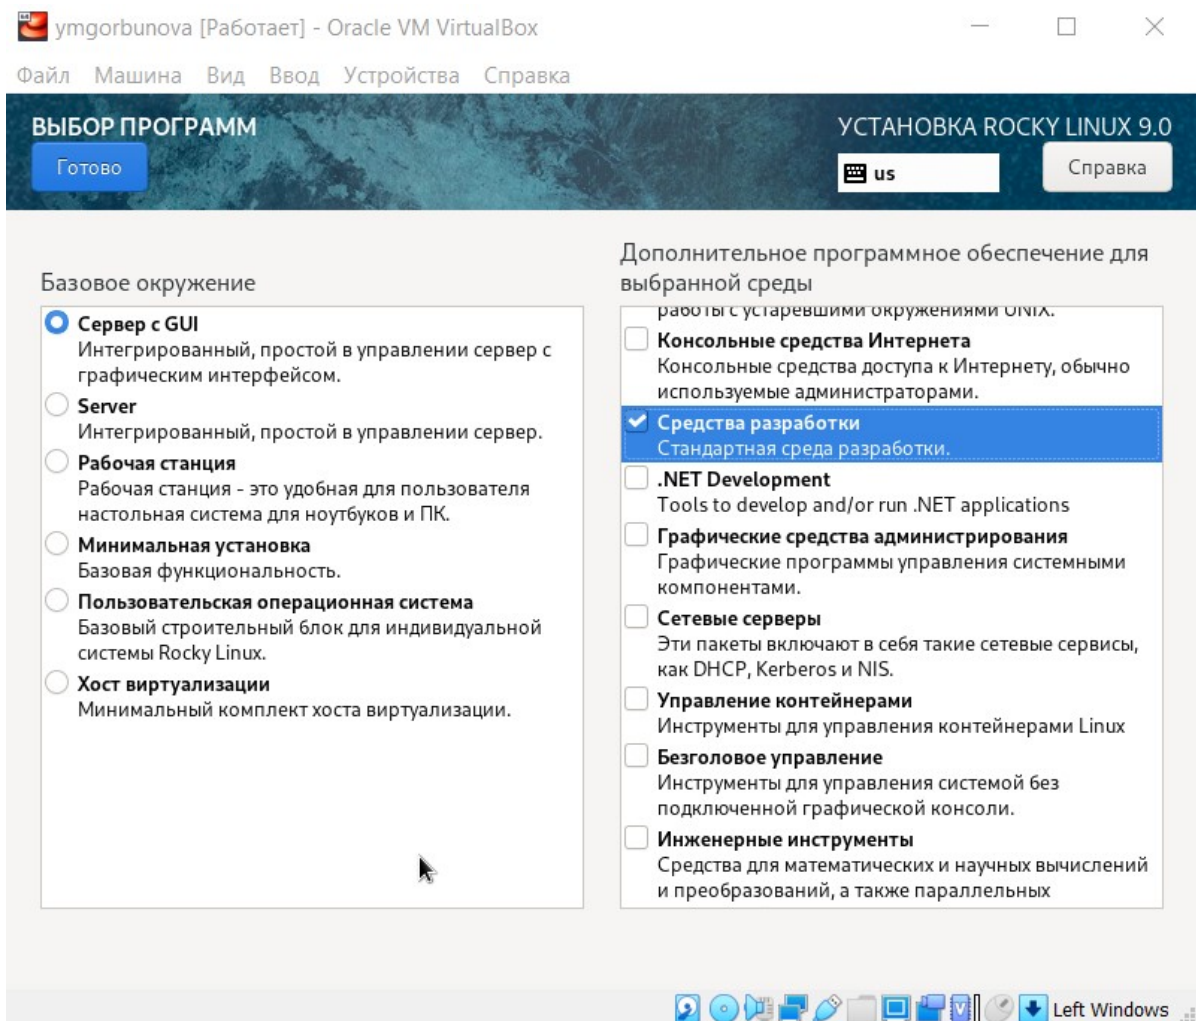 ymgorbunova [Работает] - Oracle VM VirtualBox
Файл Машина Вид Ввод Устройства Справка
ВЫБОР ПРОГРАММ
УСТАНОВКА ROCKY LINUX 9.0
Готово
us
Справка
Базовое окружение
Сервер с GUI
Интегрированный, простой в управлении сервер с
графическим интерфейсом.
Server
Интегрированный, простой в управлении сервер.
Рабочая станция
Рабочая станция - это удобная для пользователя
настольная система для ноутбуков и ПК.
Минимальная установка
Базовая функциональность.
Пользовательская операционная система
Базовый строительный блок для индивидуальной
системы Rocky Linux.
Хост виртуализации
Минимальный комплект хоста виртуализации.
Дополнительное программное обеспечение для
выбранной среды
работы с устаревшими окружениями UNIX.
Консольные средства Интернета
Консольные средства доступа к Интернету, обычно
используемые администраторами.
Средства разработки
Стандартная среда разработки.
.NET Development
Tools to develop and/or run .NET applications
Графические средства администрирования
Графические программы управления системными
компонентами.
Сетевые серверы
Эти пакеты включают в себя такие сетевые сервисы,
как DHCP, Kerberos и NIS.
Управление контейнерами
Инструменты для управления контейнерами Linux
Безголовое управление
Инструменты для управления системой без
подключенной графической консоли.
Инженерные инструменты
Средства для математических и научных вычислений
и преобразований, а также параллельных
Left Windows